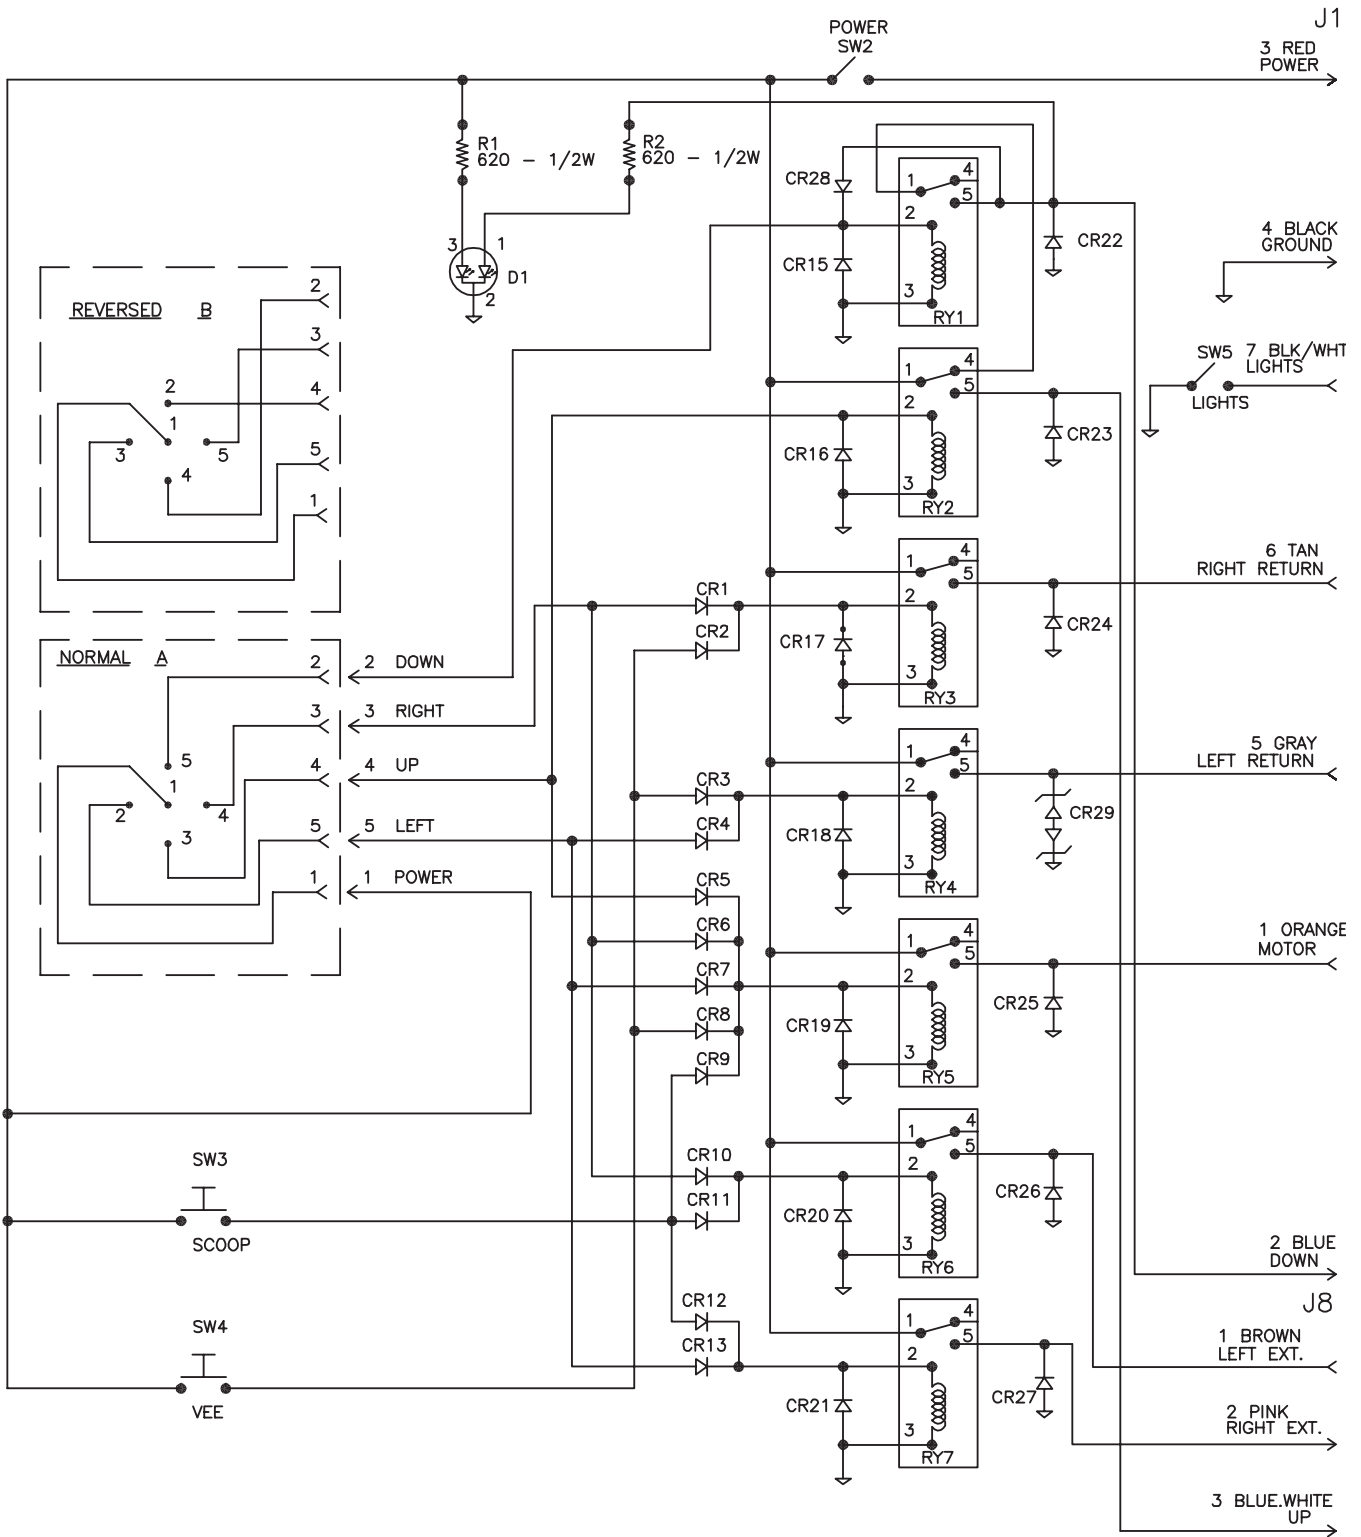 J1
POWER
SW2
3 RED
POWER
R1
620 - 1/2W
R2
620 - 1/2W
CR28
1
4
5
2
3
RY1
CR15
CR22
4 BLACK
GROUND
3
1
D1
2
REVERSED B
2
3
4
5
1
2
1
3
5
4
1
4
5
2
3
RY2
CR16
CR23
SW5
LIGHTS
7 BLK/WHT
LIGHTS
6 TAN
RIGHT RETURN
CR1
CR2
CR17
1
4
5
2
3
RY3
CR24
NORMAL A
2
3
4
5
1
5
1
2
4
3
2 DOWN
3 RIGHT
4 UP
5 LEFT
1 POWER
5 GRAY
LEFT RETURN
CR3
CR4
CR18
1
4
5
2
3
RY4
CR29
CR5
CR6
CR7
CR8
CR9
1 ORANGE
MOTOR
CR19
1
4
5
2
3
RY5
CR25
SW3
SCOOP
CR10
CR11
CR20
1
4
5
2
3
RY6
CR26
2 BLUE
DOWN
J8
SW4
VEE
CR12
CR13
CR21
1
4
5
2
3
RY7
CR27
1 BROWN
LEFT EXT.
2 PINK
RIGHT EXT.
3 BLUE.WHITE
UP